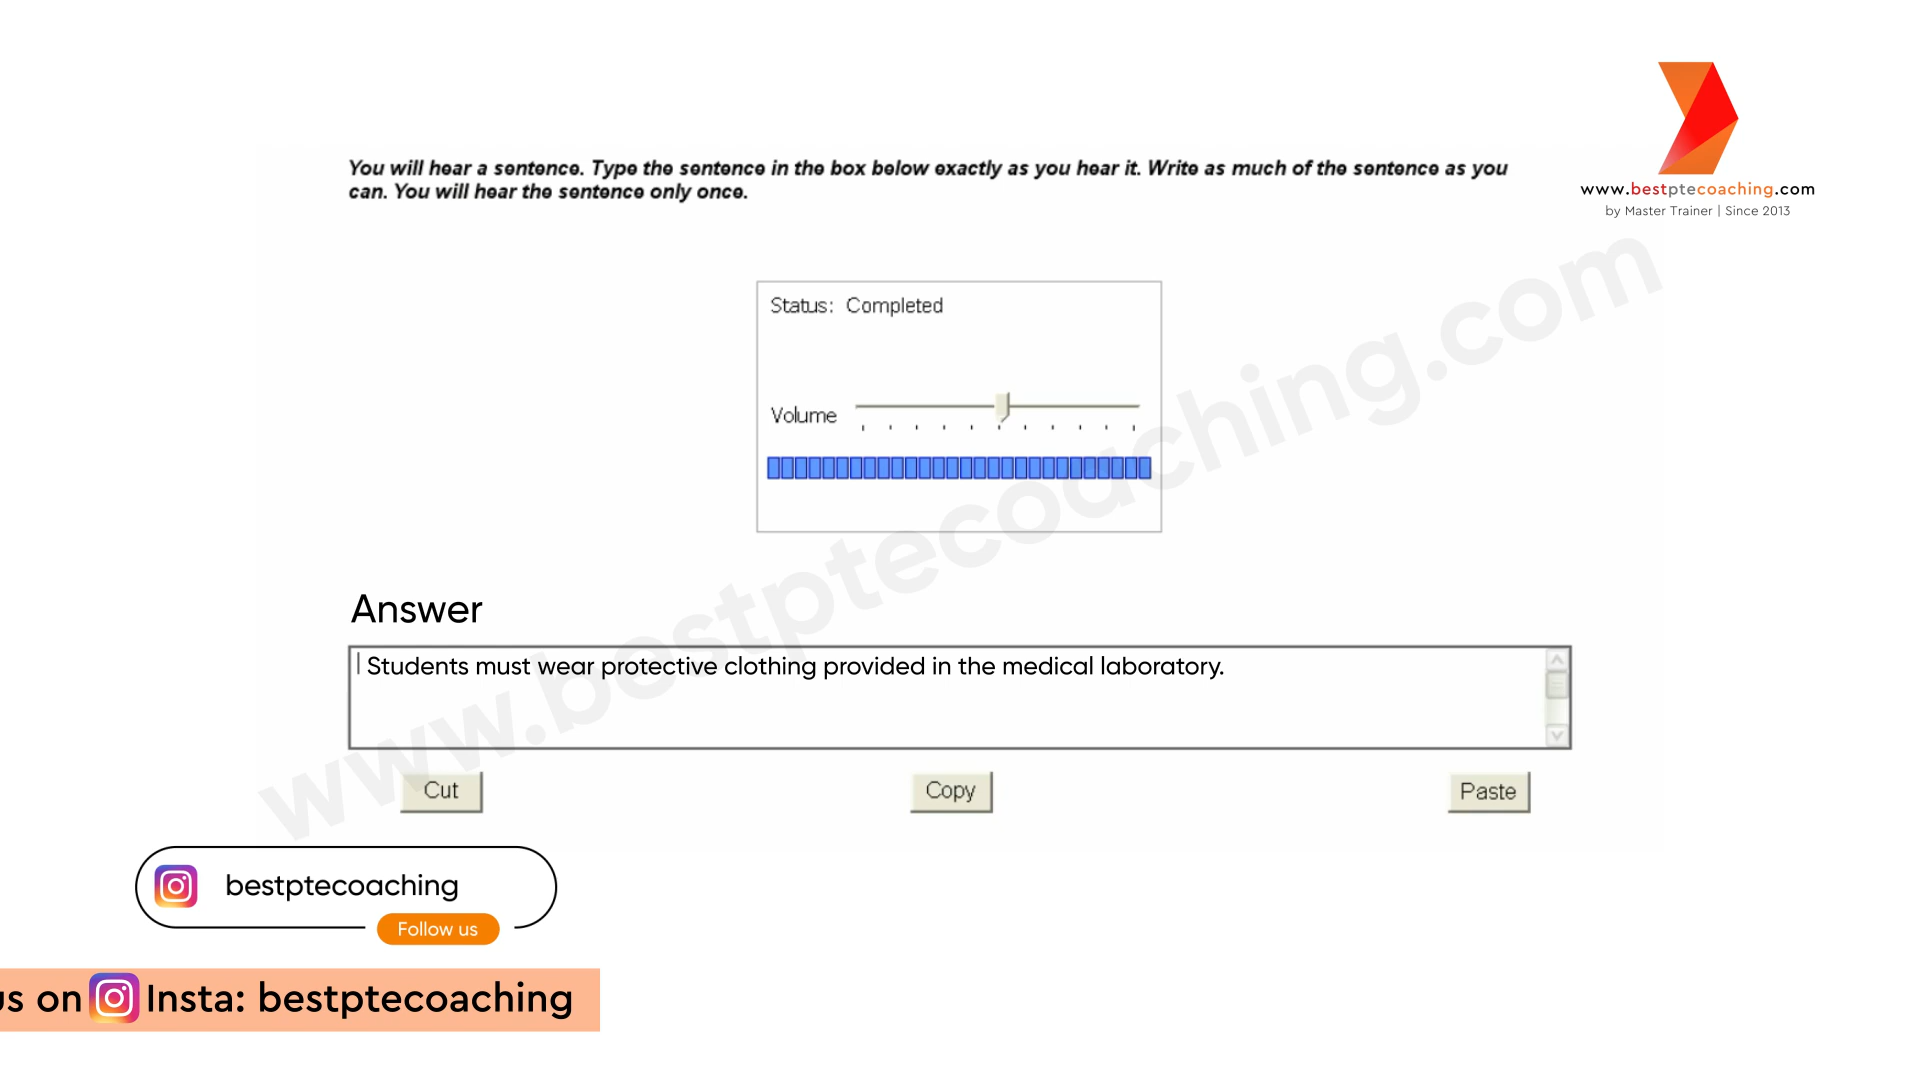 You will hear a sentence. Type the sentence in the box below exactly as you hear it. Write as much of the sentence as you
can. You will hear the sentence only once.
www.bestptecoaching.com
by Master Trainer | Since 2013
Status: Completed
Volume
www.bestptecoaching.com
Answer
Students must wear protective clothing provided in the medical laboratory.
Cut
Copy
Paste
bestptecoaching
Follow us
us on Insta: bestptecoaching